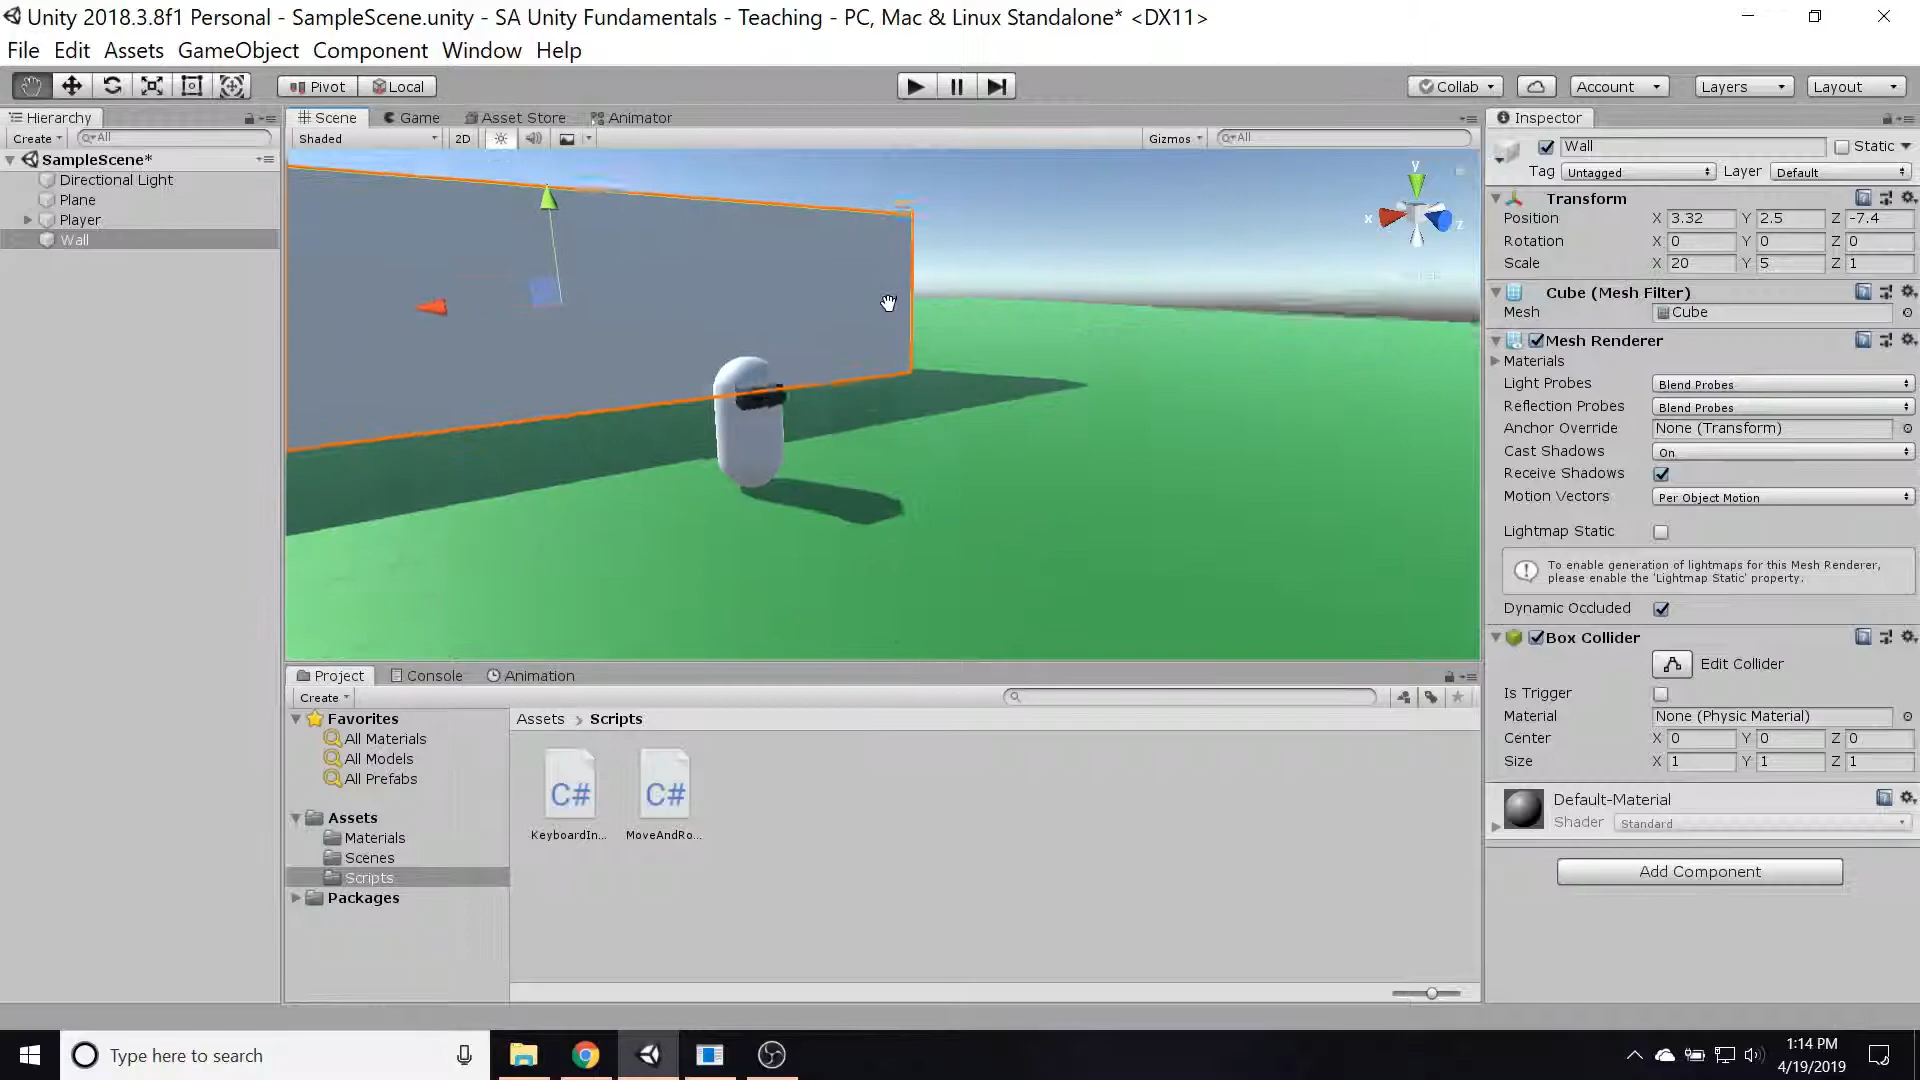 Unity 2018.3.8f1 Personal - SampleScene.unity - SA Unity Fundamentals - Teaching - PC, Mac & Linux Standalone* <DX11>
File Edit Assets GameObject Component Window Help
Pivot Local Collab Account Layers Layout
Hierarchy
Create All
SampleScene*
Directional Light
Plane
Player
Wall
Scene Game Asset Store Animator
Shaded 2D Gizmos All
y
x
z
Project Console Animation
Create
Favorites
All Materials
All Models
All Prefabs
Assets
Materials
Scenes
Scripts
Packages
Assets > Scripts
C# C#
KeyboardIn... MoveAndRo...
Inspector
Wall Static
Tag Untagged Layer Default
Transform
Position X 3.32 Y 2.5 Z -7.4
Rotation X 0 Y 0 Z 0
Scale X 20 Y 5 Z 1
Cube (Mesh Filter)
Mesh Cube
Mesh Renderer
Materials
Light Probes Blend Probes
Reflection Probes Blend Probes
Anchor Override None (Transform)
Cast Shadows On
Receive Shadows
Motion Vectors Per Object Motion
Lightmap Static
To enable generation of lightmaps for this Mesh Renderer,
please enable the 'Lightmap Static' property.
Dynamic Occluded
Box Collider
Edit Collider
Is Trigger
Material None (Physic Material)
Center X 0 Y 0 Z 0
Size X 1 Y 1 Z 1
Default-Material
Shader Standard
Add Component
Type here to search
1:14 PM
4/19/2019